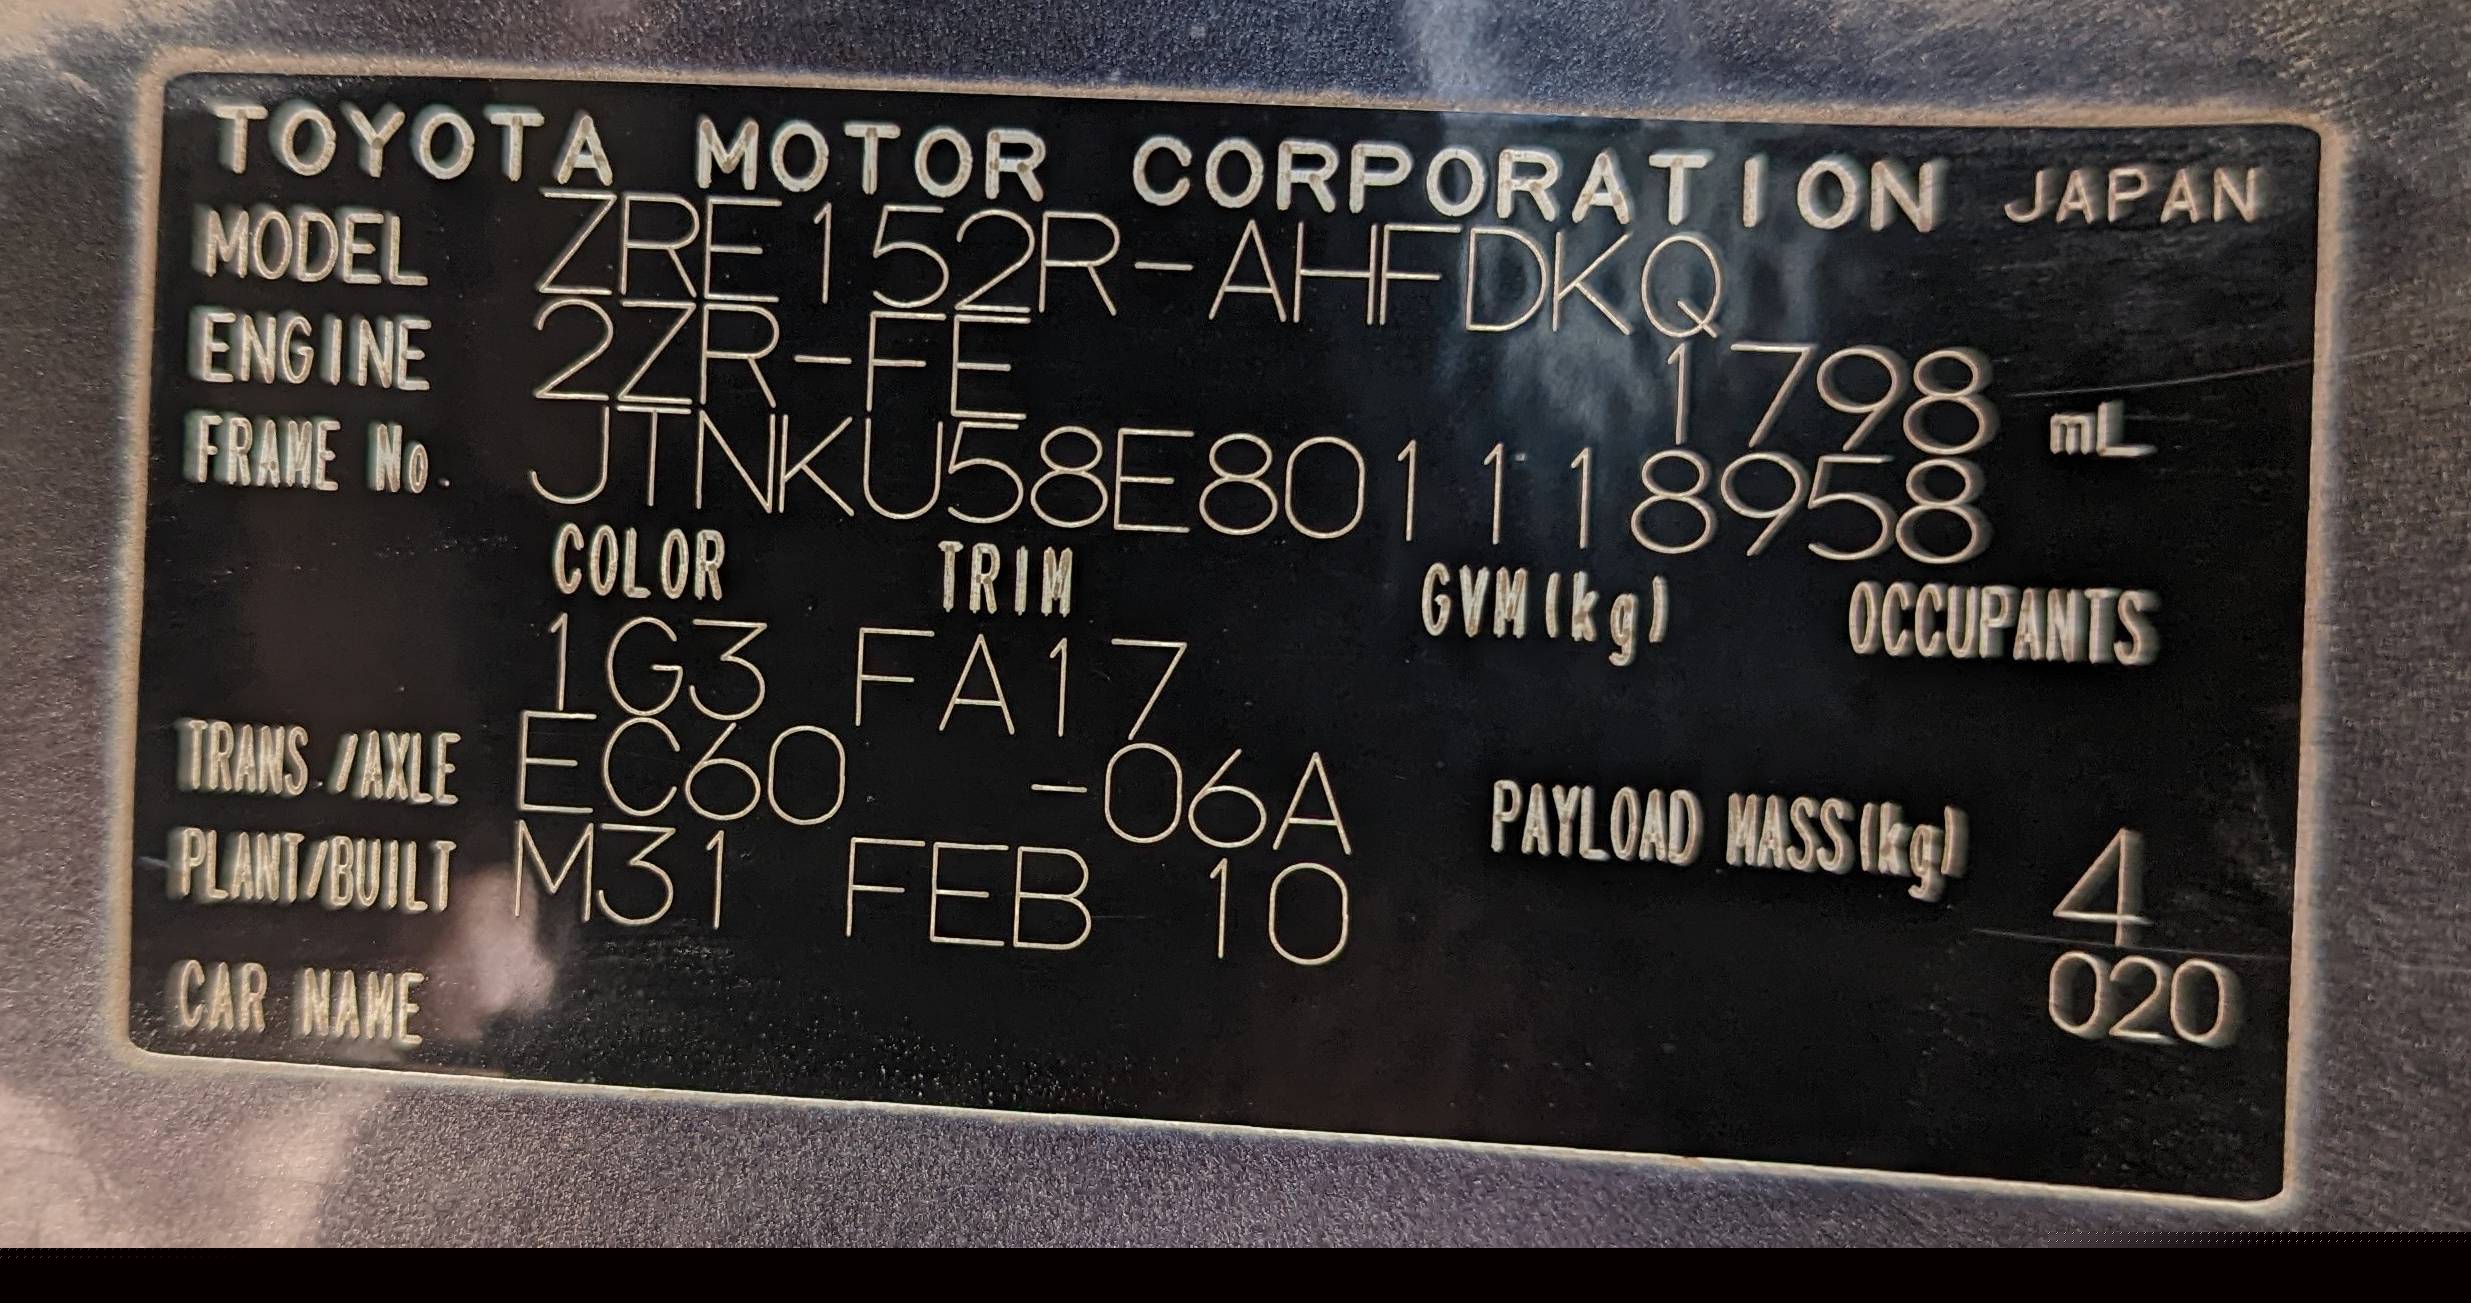 TOYOTA MOTOR CORPORATION JAPAN
MODEL ZRE152R-AHFDKQ
ENGINE 2ZR-FE 1798 mL
FRAME No. JTNKU58E801118958
COLOR TRIM GVM(kg) OCCUPANTS
1G3 FA17
TRANS./AXLE EC60 -06A
PAYLOAD MASS(kg) 4
PLANT/BUILT M31 FEB 10
020
CAR NAME